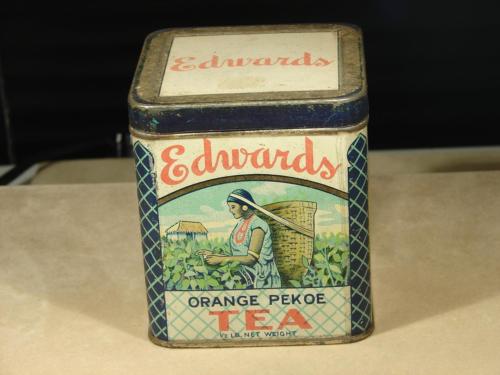 Edwards
Edwards
ORANGE PEKOE
TEA
½ LB. NET WEIGHT